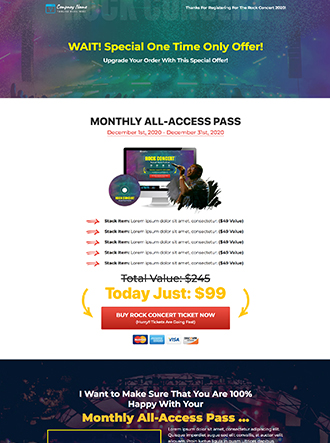 Company Name
Thanks For Registering For The Rock Concert 2020!
WAIT! Special One Time Only Offer!
Upgrade Your Order With This Special Offer!
MONTHLY ALL-ACCESS PASS
December 1st, 2020 - December 31st, 2020
ROCK CONCERT
Stack Item: Lorem ipsum dolor sit amet, consectetur ($49 Value)
Stack Item: Lorem ipsum dolor sit amet, consectetur ($49 Value)
Stack Item: Lorem ipsum dolor sit amet, consectetur ($49 Value)
Stack Item: Lorem ipsum dolor sit amet, consectetur ($49 Value)
Stack Item: Lorem ipsum dolor sit amet, consectetur ($49 Value)
Total Value: $245
Today Just: $99
BUY ROCK CONCERT TICKET NOW
(Hurry! Tickets Are Going Fast)
VISA
I Want to Make Sure That You Are 100%
Happy With Your
Monthly All-Access Pass ...
Lorem ipsum dolor sit amet, consectetur adipiscing elit.